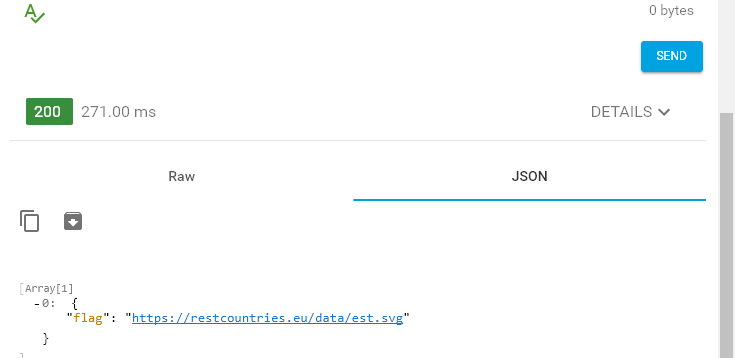 A
0 bytes
SEND
200 271.00 ms
DETAILS
Raw
JSON
[Array[1]
-0: {
"flag": "https://restcountries.eu/data/est.svg"
}
]